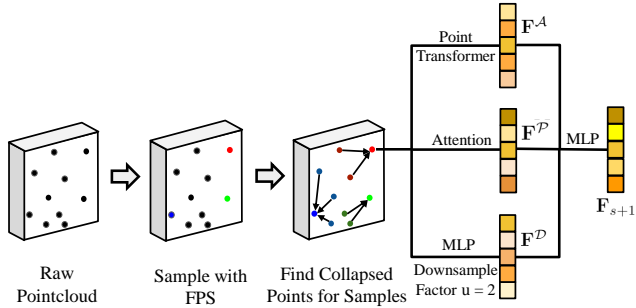 Point
Transformer
F^A
Attention
F^P
MLP
F_{s+1}
MLP
F^D
Downsample
Factor u = 2
Raw
Pointcloud
Sample with
FPS
Find Collapsed
Points for Samples